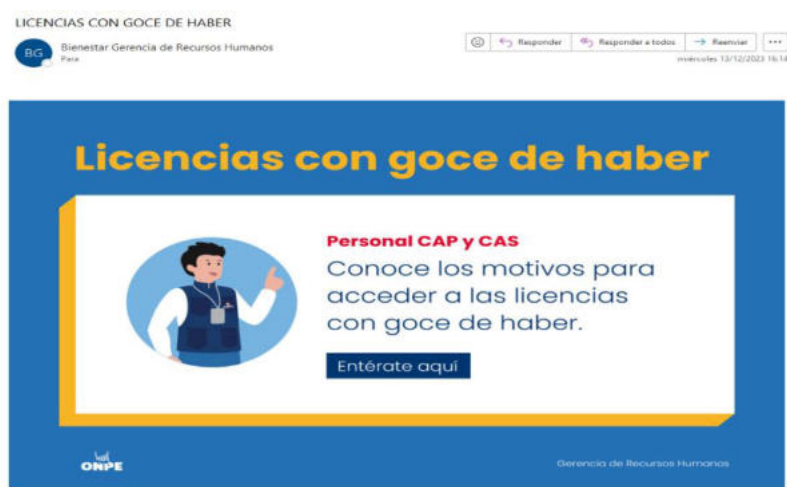 LICENCIAS CON GOCE DE HABER
BG
Bienestar Gerencia de Recursos Humanos
Para
Responder
Responder a todos
Reenviar
miércoles 13/12/2023 16:14
Licencias con goce de haber
Personal CAP y CAS
Conoce los motivos para
acceder a las licencias
con goce de haber.
Entérate aquí
ONPE
Gerencia de Recursos Humanos